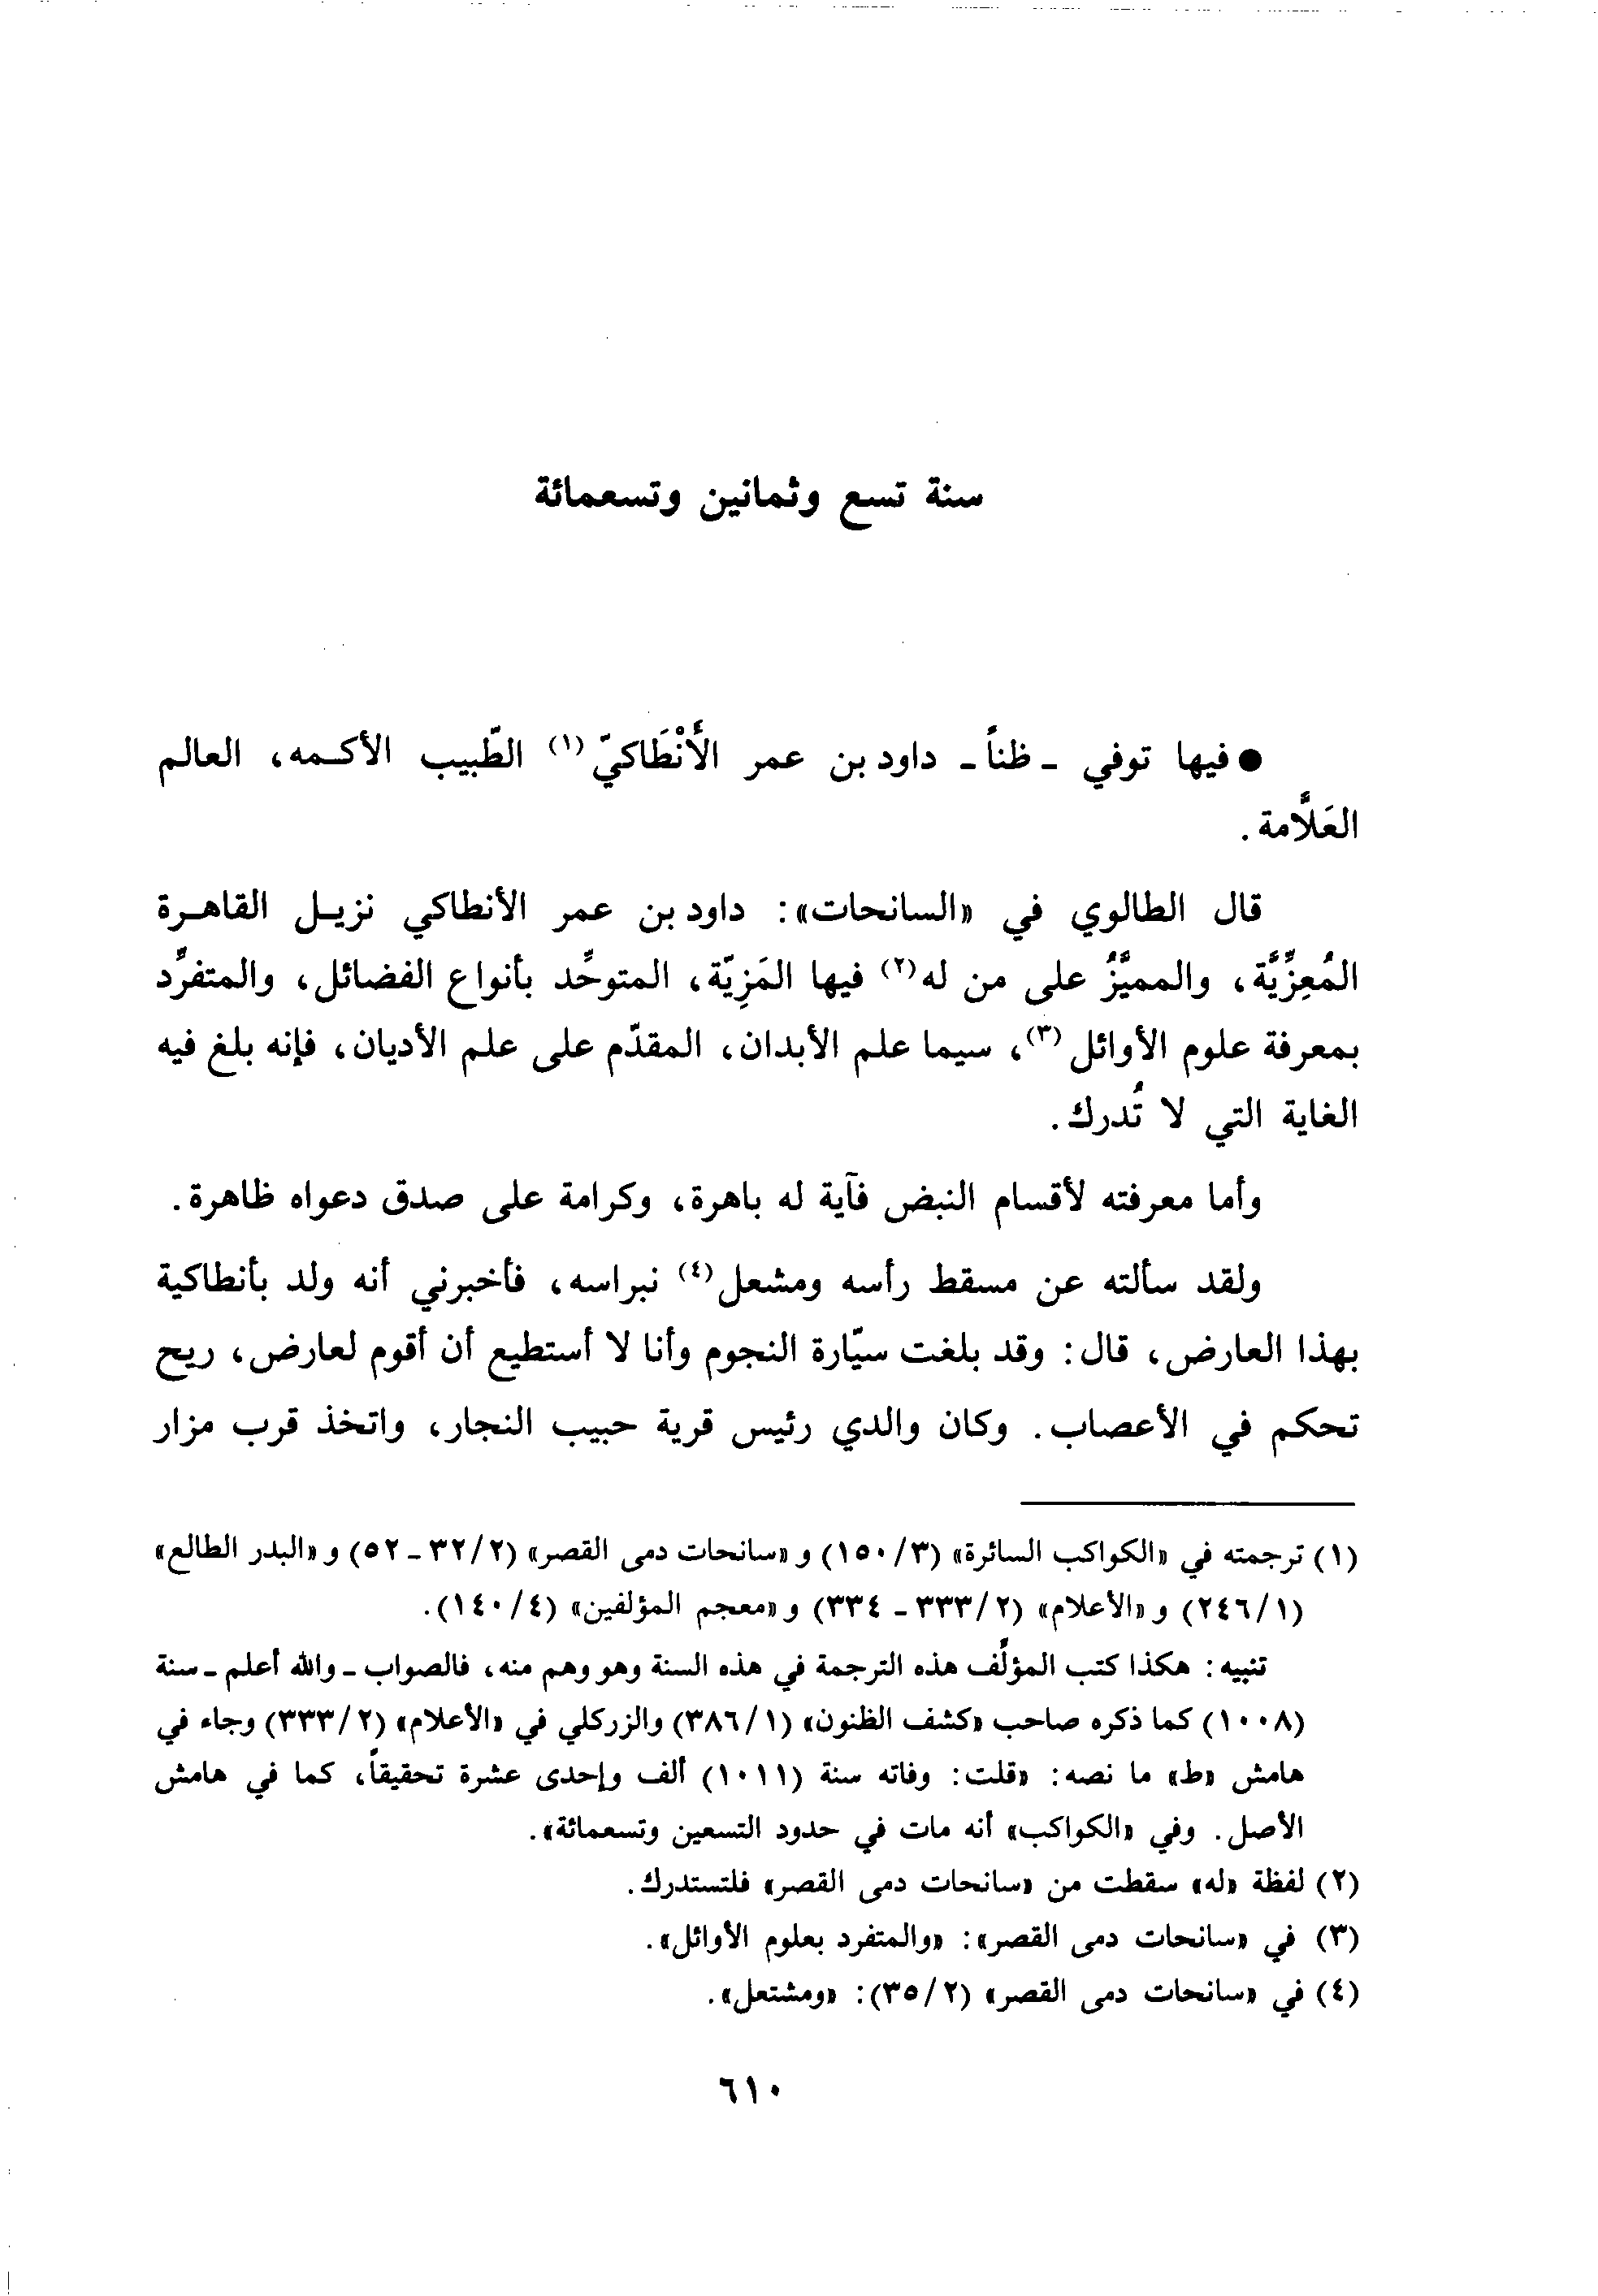 سنة تسع وثمانين وتسعمائة
● فيها توفي ـ ظناً ـ داود بن عمر الأَنْطَاكيّ (١) الطّبيب الأكـمه، العالم
العَلَّامة.
قال الطالوي في «السانحات»: داود بن عمر الأنطاكي نزيـل القاهـرة
المُعِزِّيَّة، والمميَّزُ على من له (٢) فيها المَزِيّة، المتوحِّد بأنواع الفضائل، والمتفرِّد
بمعرفة علوم الأوائل (٣)، سيما علم الأبدان، المقدّم على علم الأديان، فإنه بلغ فيه
الغاية التي لا تُدرك.
وأما معرفته لأقسام النبض فآية له باهرة، وكرامة على صدق دعواه ظاهرة.
ولقد سألته عن مسقط رأسه ومشعل (٤) نبراسه، فأخبرني أنه ولد بأنطاكية
بهذا العارض، قال: وقد بلغت سيّارة النجوم وأنا لا أستطيع أن أقوم لعارض، ريح
تحكم في الأعصاب. وكان والدي رئيس قرية حبيب النجار، واتخذ قرب مزار
(١) ترجمته في «الكواكب السائرة» (٣/ ١٥٠) و «سانحات دمى القصر» (٢/ ٣٢ ـ ٥٢) و «البدر الطالع»
(١/ ٢٤٦) و «الأعلام» (٢/ ٣٣٣ ـ ٣٣٤) و «معجم المؤلفين» (٤/ ١٤٠).
تنبيه: هكذا كتب المؤلِّف هذه الترجمة في هذه السنة وهو وهم منه، فالصواب ـ والله أعلم ـ سنة
(١٠٠٨) كما ذكره صاحب «كشف الظنون» (١/ ٣٨٦) والزركلي في «الأعلام» (٢/ ٣٣٣) وجاء في
هامش «ط» ما نصه: «قلت: وفاته سنة (١٠١١) ألف وإحدى عشرة تحقيقاً، كما في هامش
الأصل. وفي «الكواكب» أنه مات في حدود التسعين وتسعمائة».
(٢) لفظة «له» سقطت من «سانحات دمى القصر» فلتستدرك.
(٣) في «سانحات دمى القصر»: «والمتفرد بعلوم الأوائل».
(٤) في «سانحات دمى القصر» (٢/ ٣٥): «ومشتعل».
٦١٠